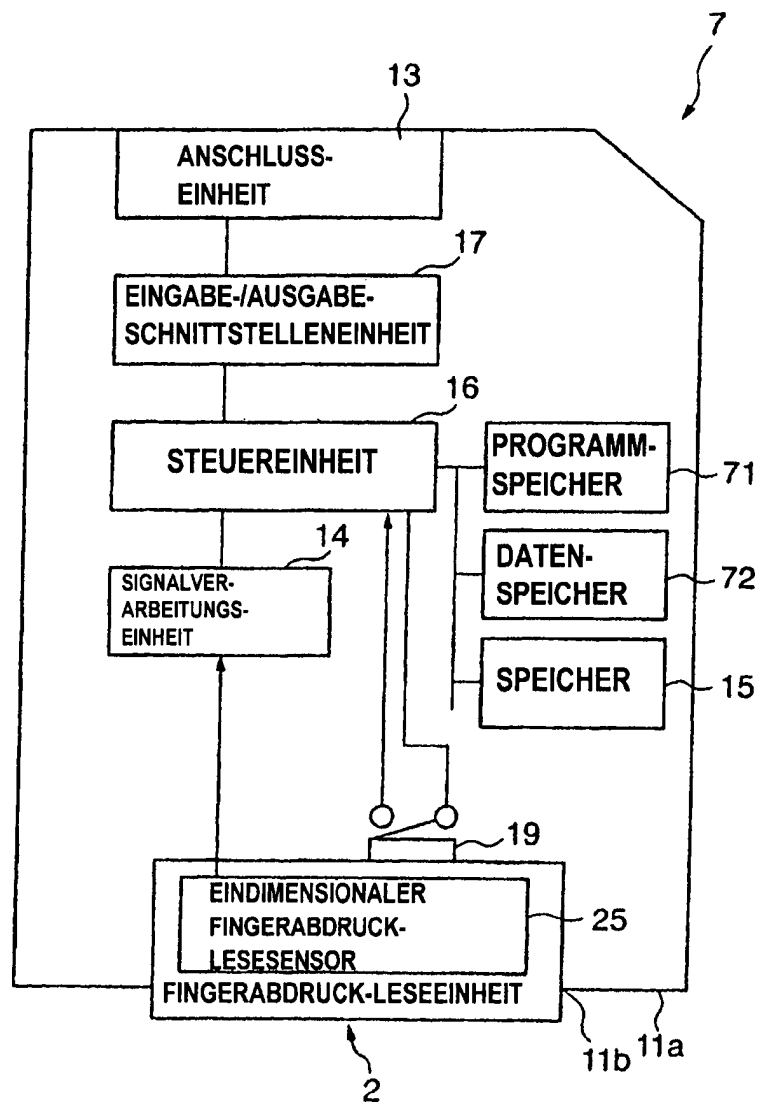 7
13
ANSCHLUSS-
EINHEIT
17
EINGABE-/AUSGABE-
SCHNITTSTELLENEINHEIT
16
STEUEREINHEIT
PROGRAMM-
SPEICHER
71
14
SIGNALVER-
ARBEITUNGS-
EINHEIT
DATEN-
SPEICHER
72
SPEICHER
15
19
EINDIMENSIONALER
FINGERABDRUCK-
LESESENSOR
25
FINGERABDRUCK-LESEEINHEIT
11b
11a
2